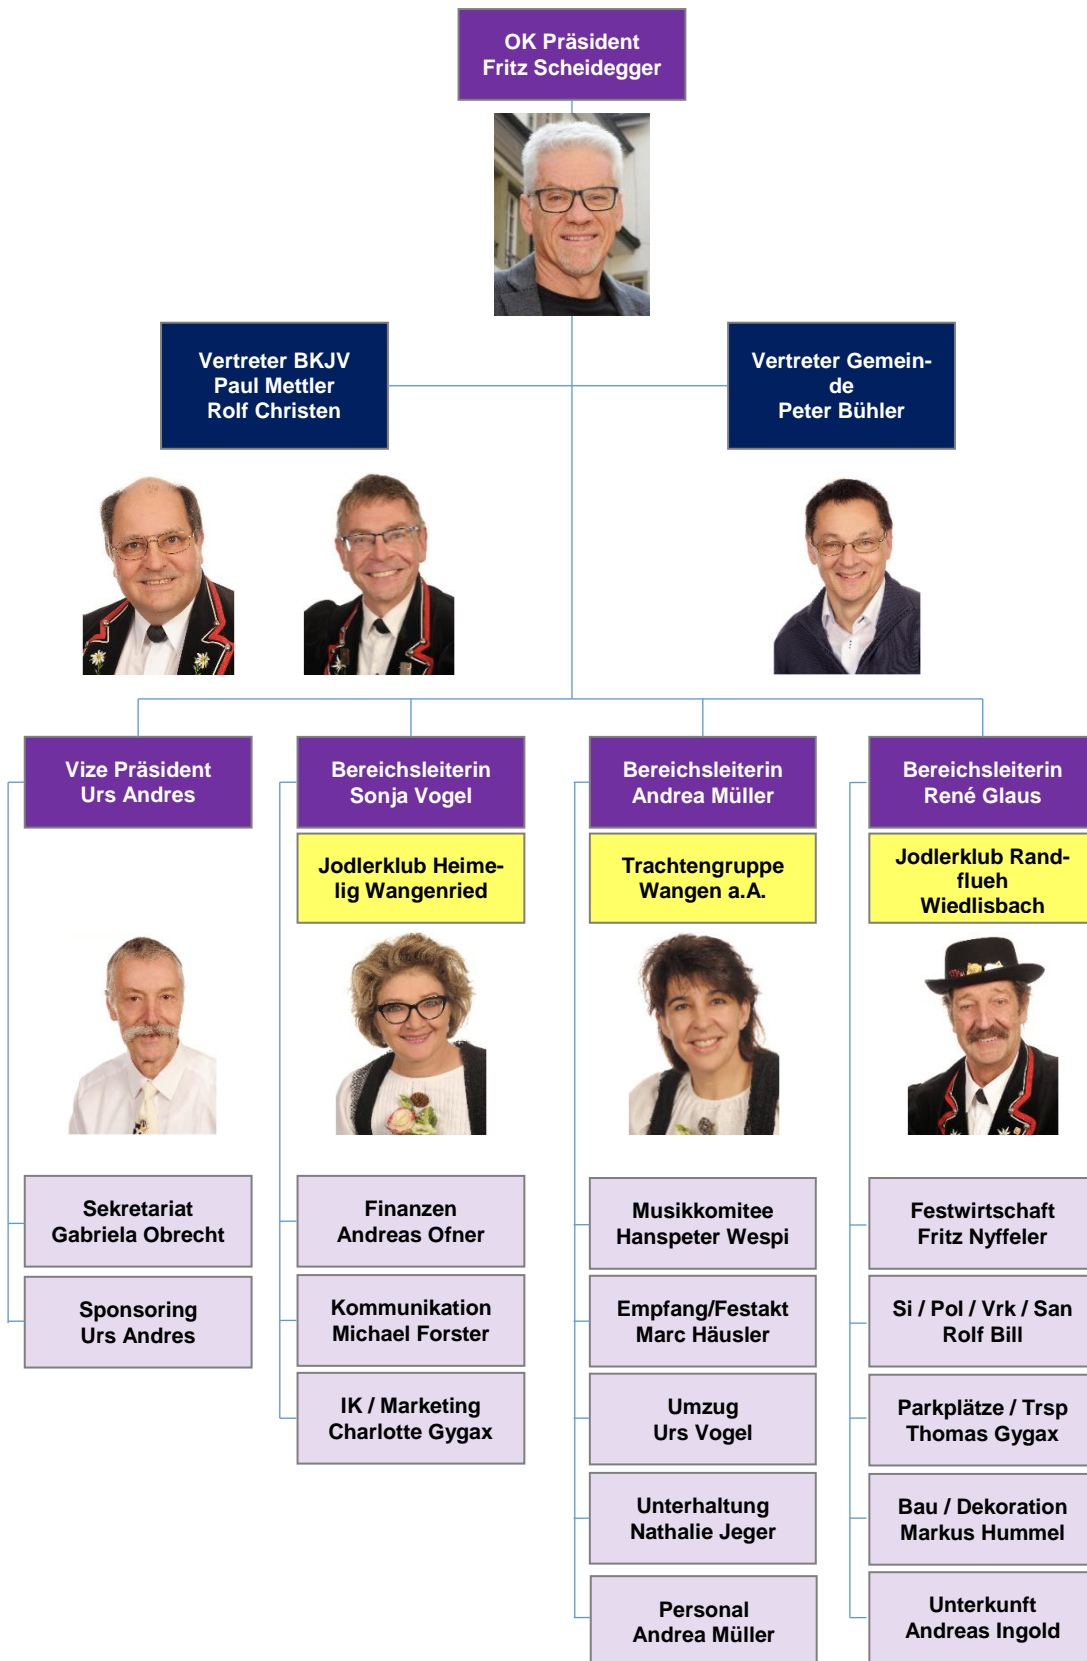 OK Präsident
Fritz Scheidegger
Vertreter BKJV
Paul Mettler
Rolf Christen
Vertreter Gemein-
de
Peter Bühler
Vize Präsident
Urs Andres
Bereichsleiterin
Sonja Vogel
Bereichsleiterin
Andrea Müller
Bereichsleiterin
René Glaus
Jodlerklub Heime-
lig Wangenried
Trachtengruppe
Wangen a.A.
Jodlerklub Rand-
flueh
Wiedlisbach
Sekretariat
Gabriela Obrecht
Sponsoring
Urs Andres
Finanzen
Andreas Ofner
Kommunikation
Michael Forster
IK / Marketing
Charlotte Gygax
Musikkomitee
Hanspeter Wespi
Empfang/Festakt
Marc Häusler
Umzug
Urs Vogel
Unterhaltung
Nathalie Jeger
Personal
Andrea Müller
Festwirtschaft
Fritz Nyffeler
Si / Pol / Vrk / San
Rolf Bill
Parkplätze / Trsp
Thomas Gygax
Bau / Dekoration
Markus Hummel
Unterkunft
Andreas Ingold